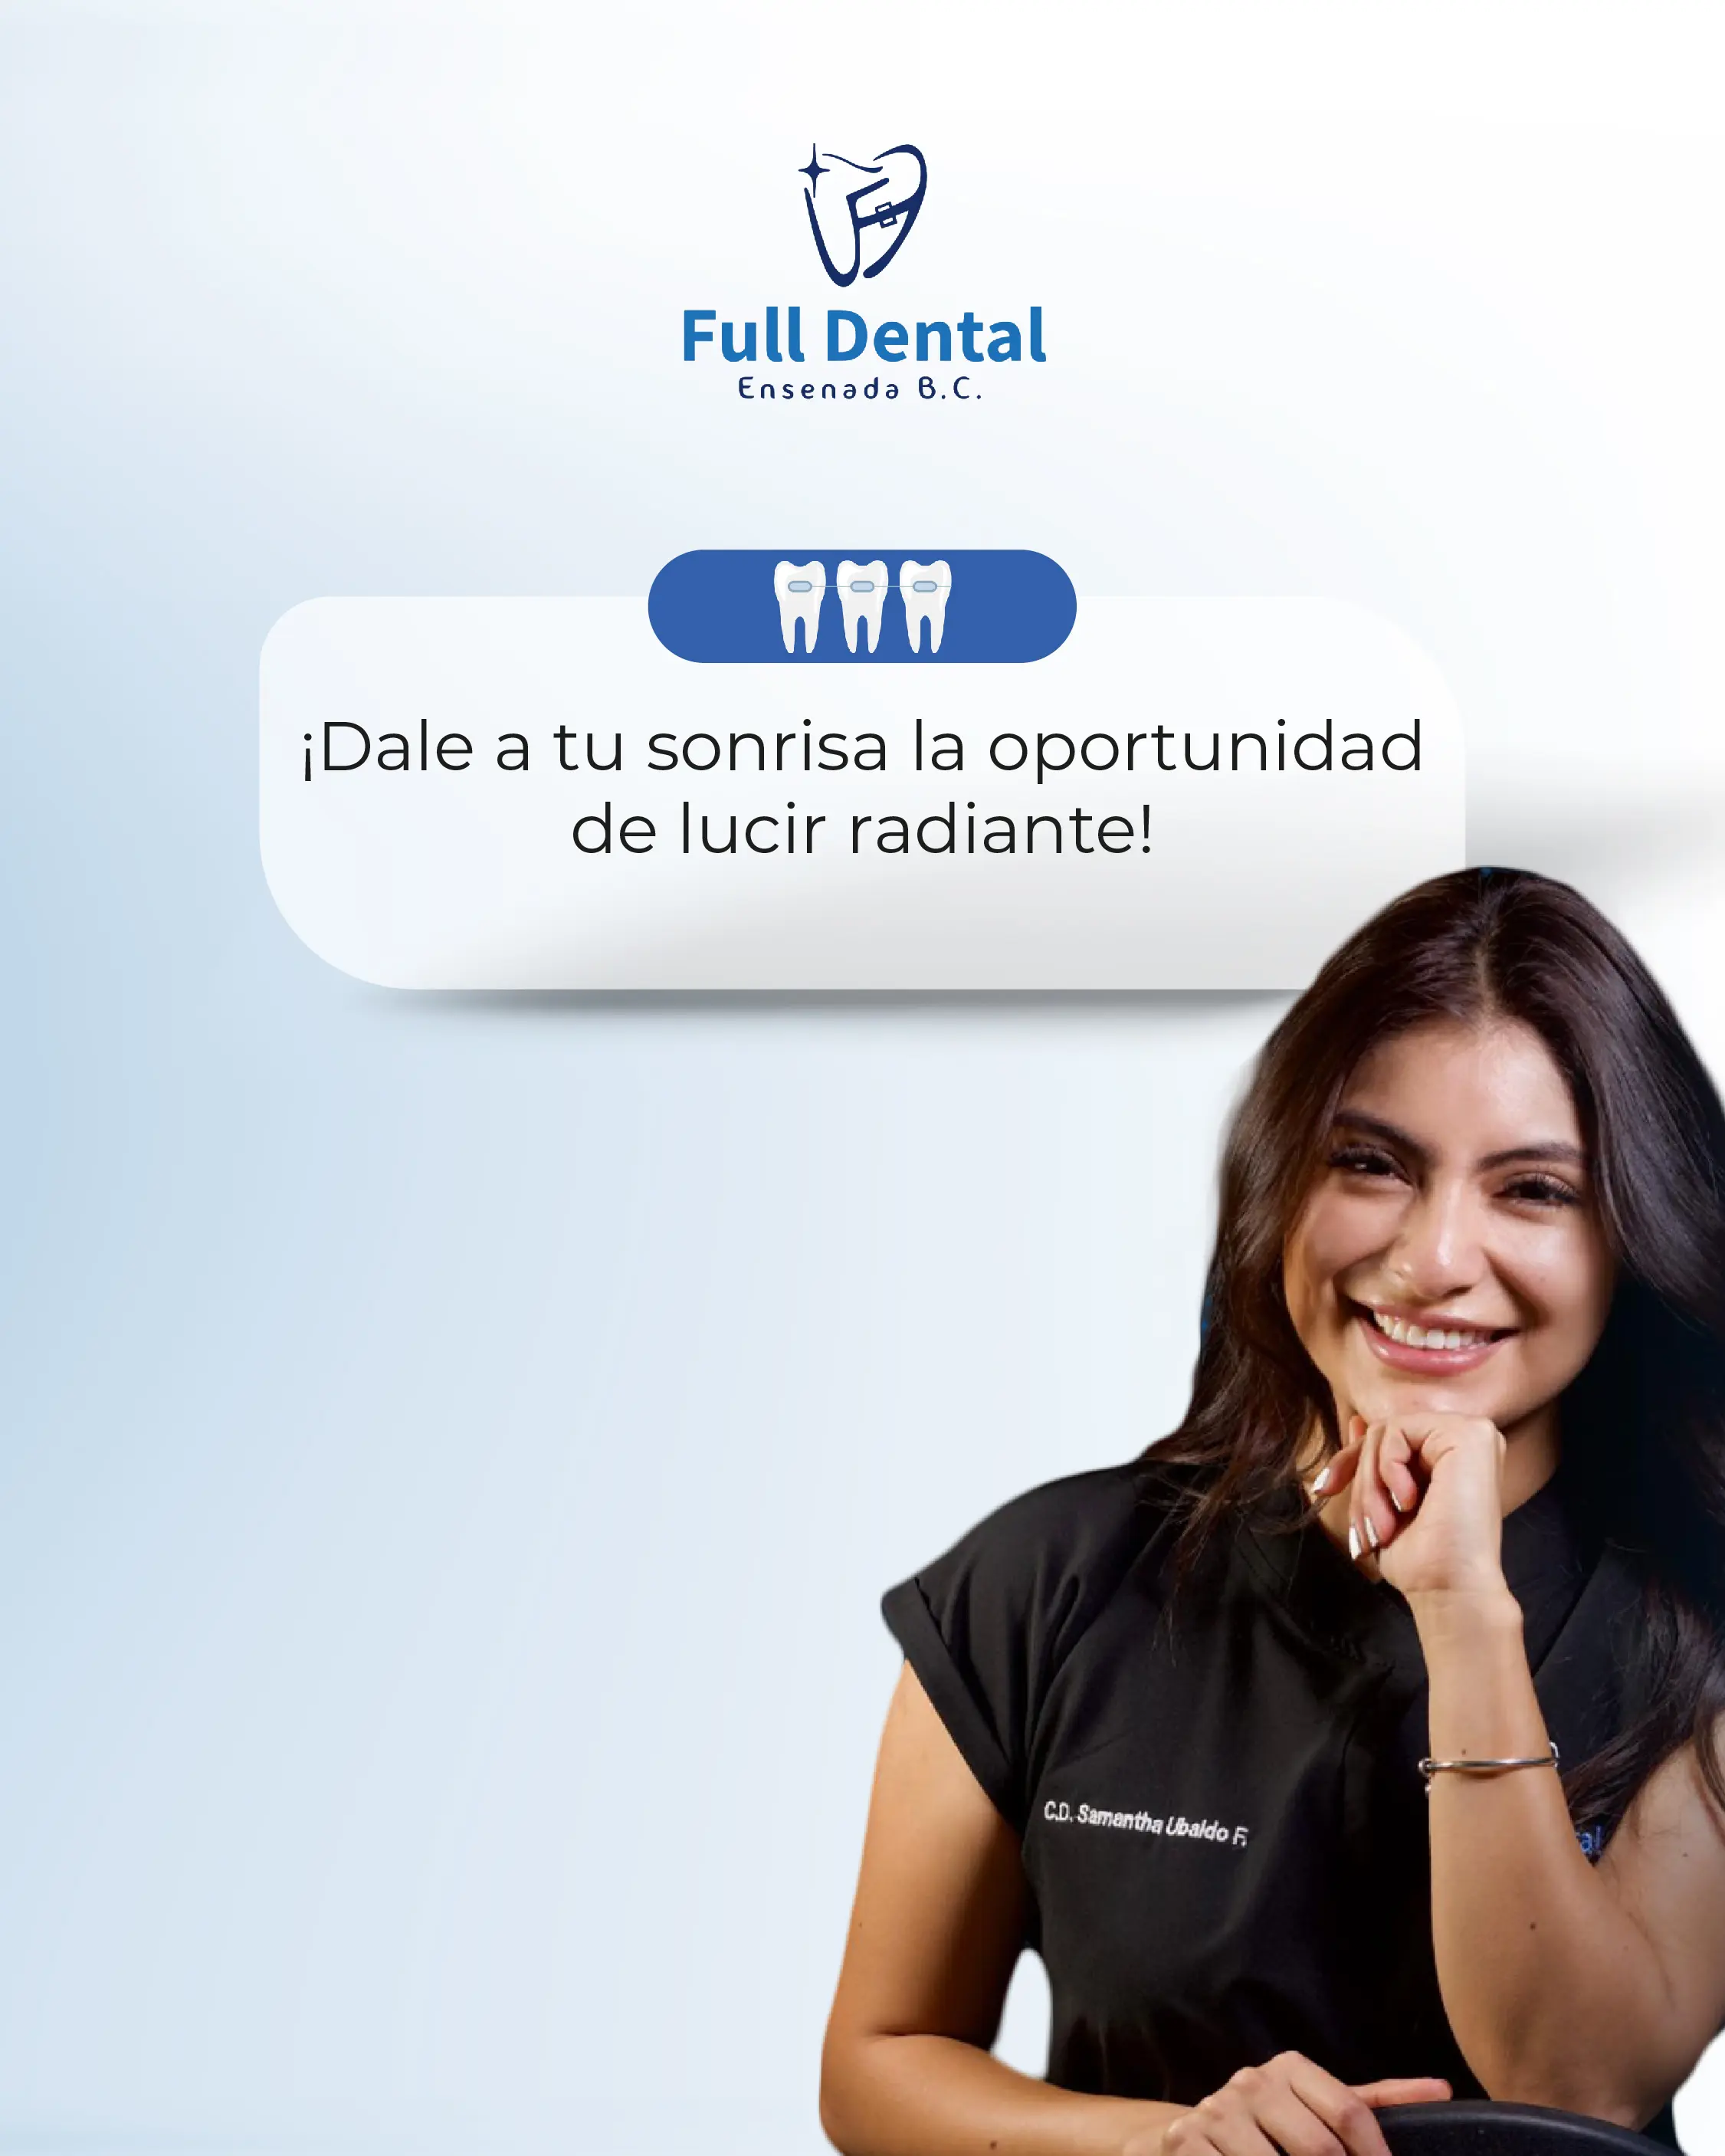 Full Dental
Ensenada B.C.
¡Dale a tu sonrisa la oportunidad
de lucir radiante!
C.D. Samantha Ubaldo F.